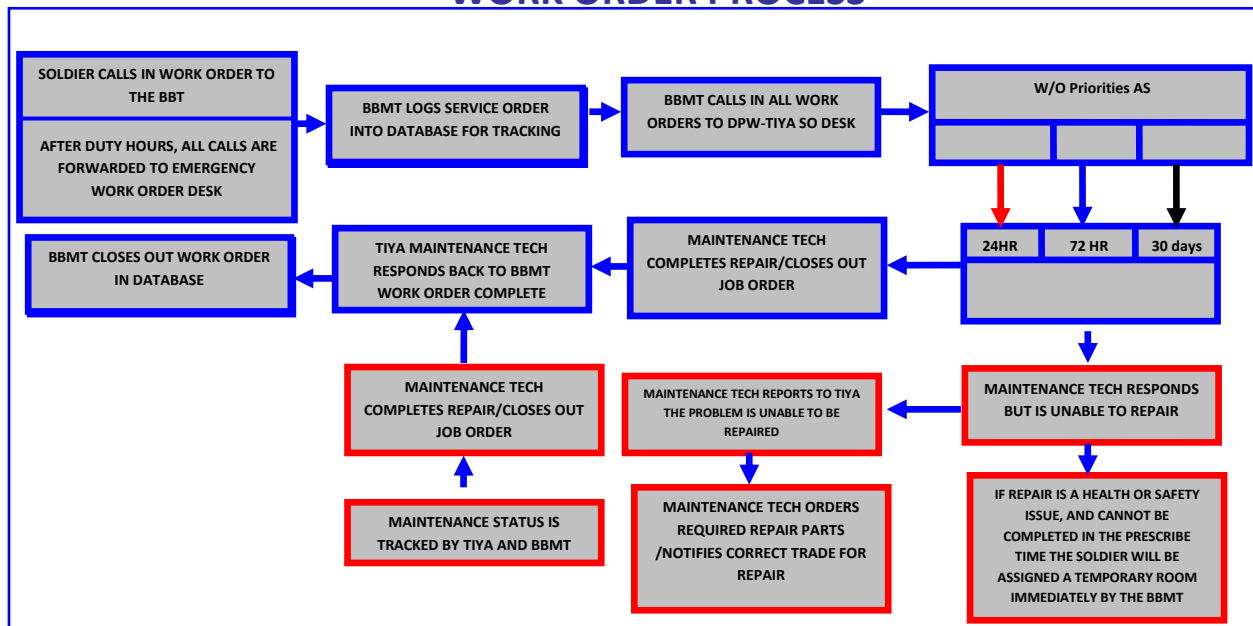 WORK ORDER PROCESS
SOLDIER CALLS IN WORK ORDER TO
THE BBT
AFTER DUTY HOURS, ALL CALLS ARE
FORWARDED TO EMERGENCY
WORK ORDER DESK
BBMT LOGS SERVICE ORDER
INTO DATABASE FOR TRACKING
BBMT CALLS IN ALL WORK
ORDERS TO DPW-TIYA SO DESK
W/O Priorities AS
24HR
72 HR
30 days
MAINTENANCE TECH
COMPLETES REPAIR/CLOSES OUT
JOB ORDER
TIYA MAINTENANCE TECH
RESPONDS BACK TO BBMT
WORK ORDER COMPLETE
BBMT CLOSES OUT WORK ORDER
IN DATABASE
MAINTENANCE TECH RESPONDS
BUT IS UNABLE TO REPAIR
MAINTENANCE TECH REPORTS TO TIYA
THE PROBLEM IS UNABLE TO BE
REPAIRED
MAINTENANCE TECH
COMPLETES REPAIR/CLOSES OUT
JOB ORDER
MAINTENANCE STATUS IS
TRACKED BY TIYA AND BBMT
MAINTENANCE TECH ORDERS
REQUIRED REPAIR PARTS
/NOTIFIES CORRECT TRADE FOR
REPAIR
IF REPAIR IS A HEALTH OR SAFETY
ISSUE, AND CANNOT BE
COMPLETED IN THE PRESCRIBE
TIME THE SOLDIER WILL BE
ASSIGNED A TEMPORARY ROOM
IMMEDIATELY BY THE BBMT